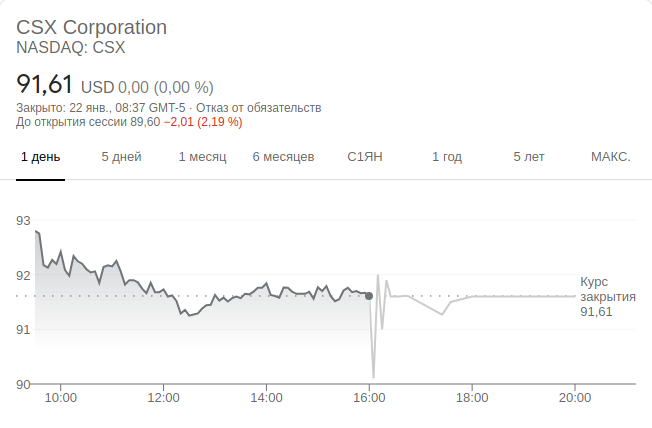 CSX Corporation
NASDAQ: CSX
91,61 USD 0,00 (0,00 %)
Закрыто: 22 янв., 08:37 GMT-5 · Отказ от обязательств
До открытия сессии 89,60 −2,01 (2,19 %)
1 день 5 дней 1 месяц 6 месяцев С1ЯН 1 год 5 лет МАКС.
93
92
91
90
Курс
закрытия
91,61
10:00 12:00 14:00 16:00 18:00 20:00